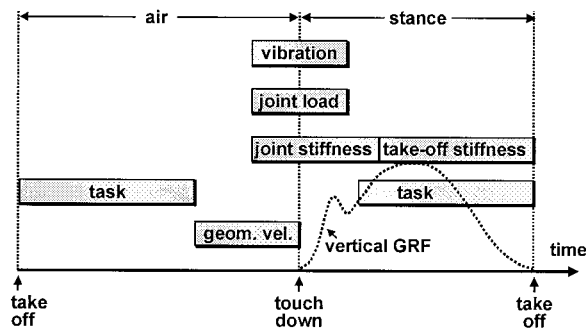 air
stance
vibration
joint load
joint stiffness
take-off stiffness
task
task
geom. vel.
vertical GRF
time
take
off
touch
down
take
off